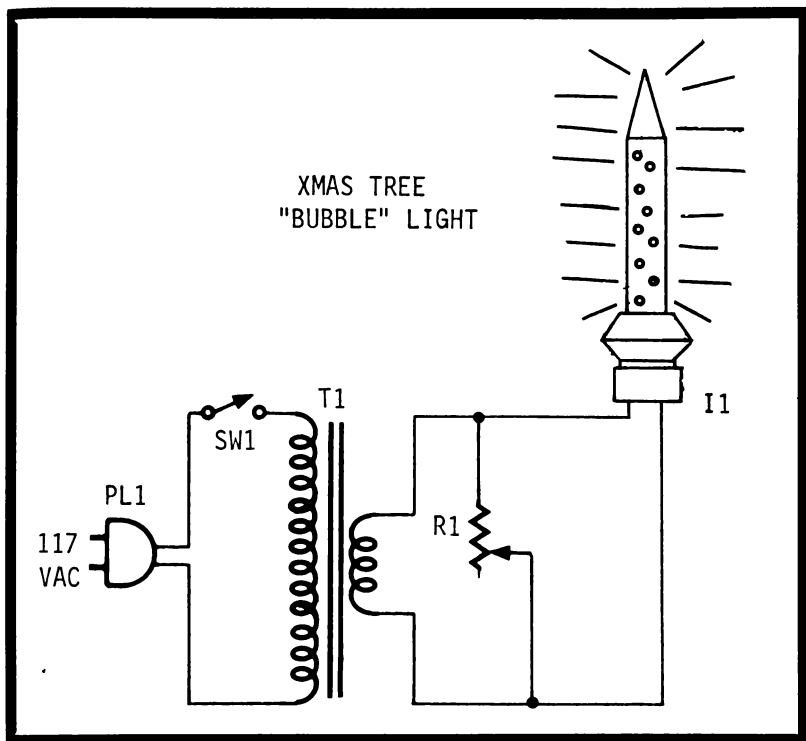 XMAS TREE
"BUBBLE" LIGHT
I1
T1
SW1
PL1
R1
117
VAC